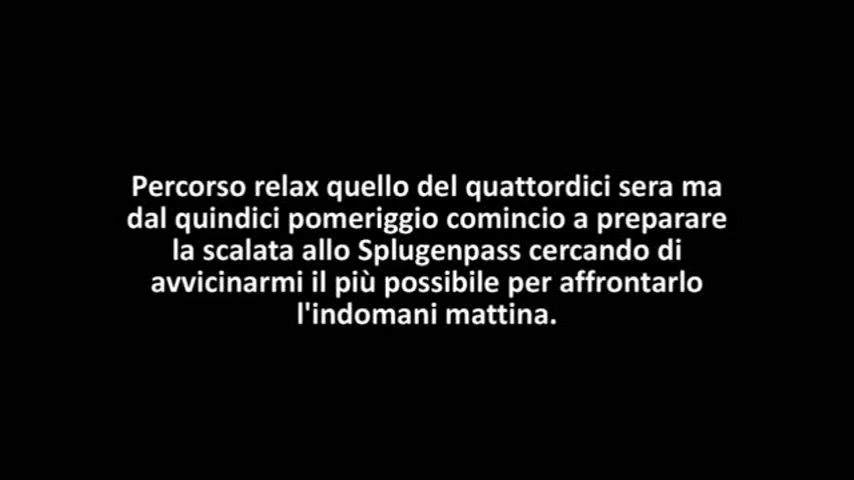 Percorso relax quello del quattordici sera ma
dal quindici pomeriggio comincio a preparare
la scalata allo Splugenpass cercando di
avvicinarmi il più possibile per affrontarlo
l'indomani mattina.